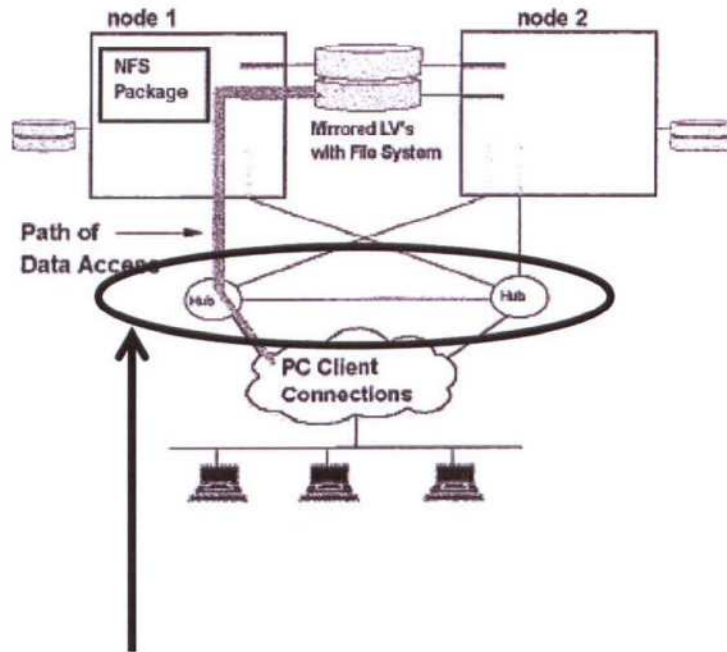 node 1
node 2
NFS
Package
Mirrored LV's
with File System
Path of
Data Access
Hub
Hub
PC Client
Connections